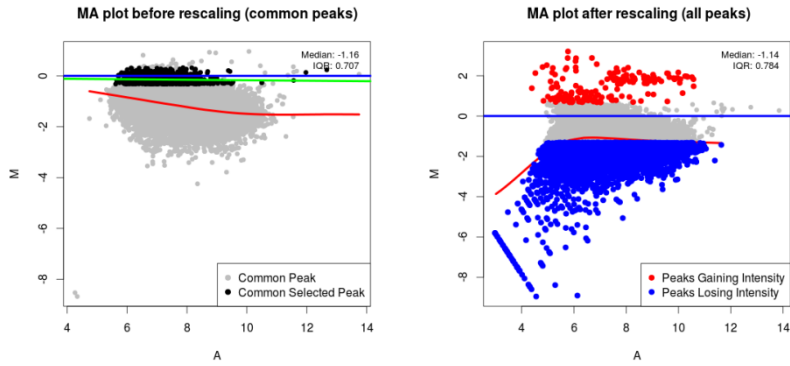 MA plot before rescaling (common peaks)
Median: -1.16
IQR: 0.707
0
-2
-4
-6
-8
M
Common Peak
Common Selected Peak
4
6
8
10
12
14
A
MA plot after rescaling (all peaks)
Median: -1.14
IQR: 0.784
2
0
-2
-4
-6
-8
M
Peaks Gaining Intensity
Peaks Losing Intensity
4
6
8
10
12
14
A